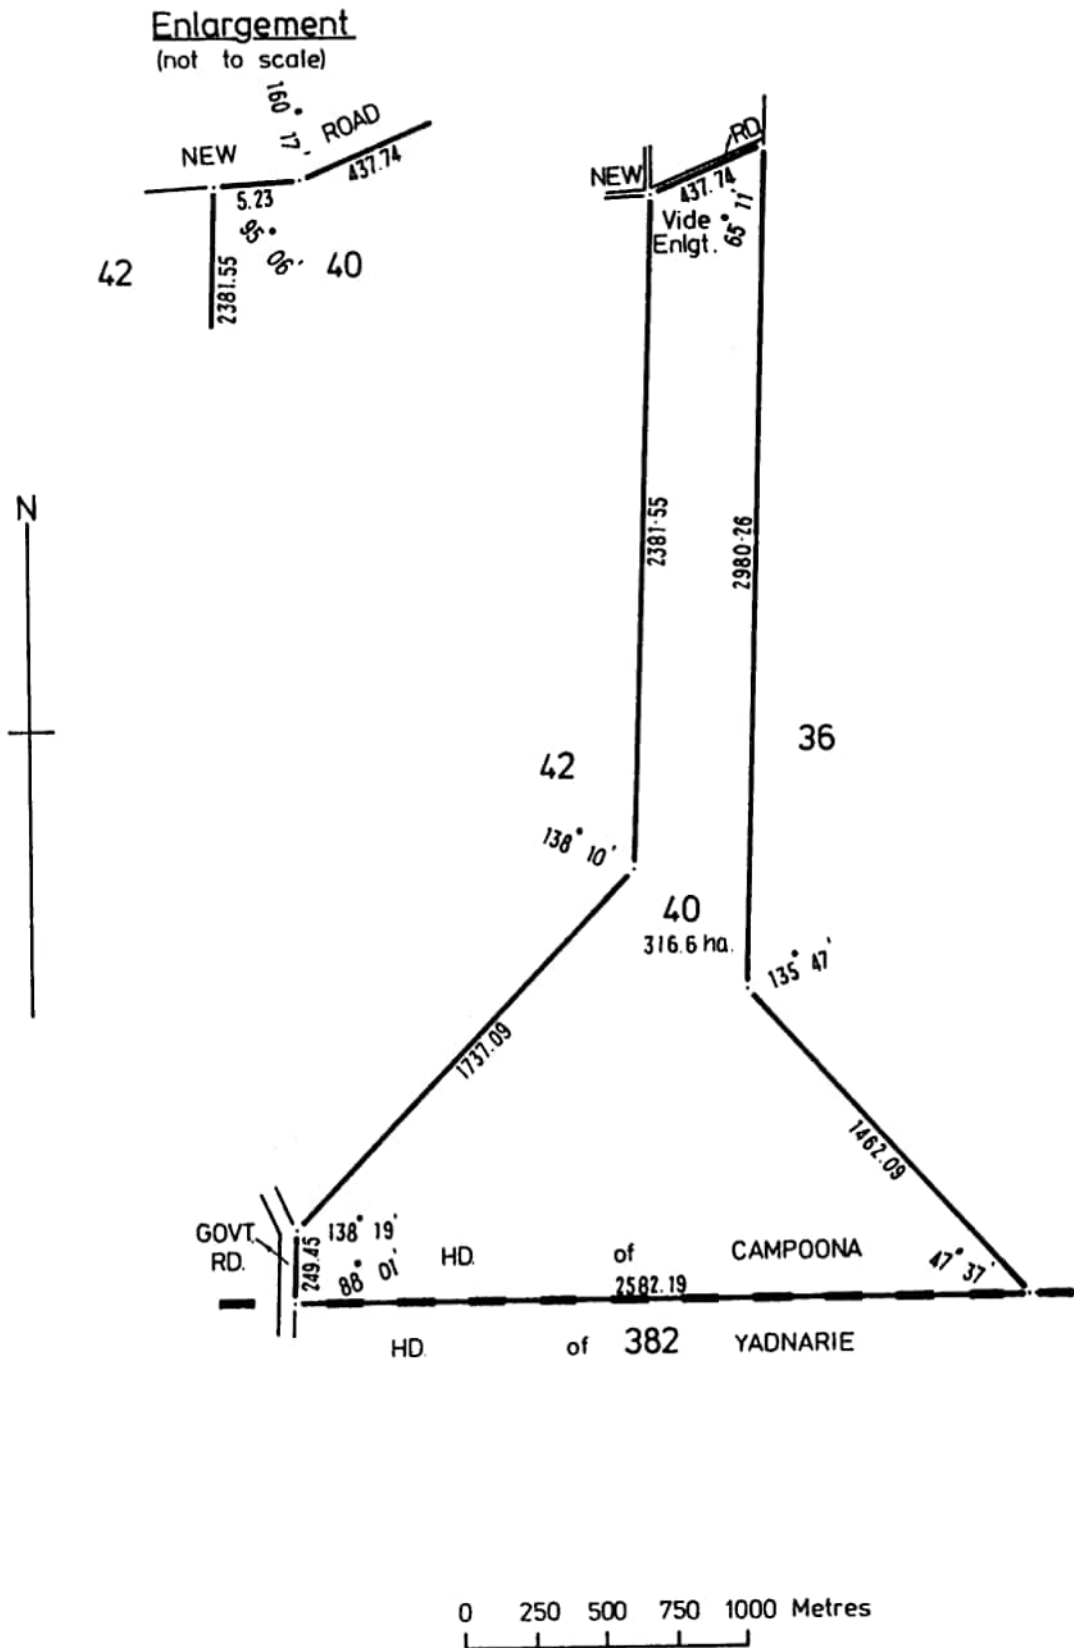 Enlargement
(not to scale)
160° 17'
NEW ROAD
5.23
437.74
95° 06'
42
40
2381.55
NEW
RD.
437.74
Vide
Enlgt.
65° 11'
N
2381.55
2980.26
42
36
138° 10'
40
316.6 ha.
135° 47'
1737.09
1462.09
GOVT.
RD.
249.45
138° 19'
88° 01'
HD. of CAMPOONA
47° 37'
2582.19
HD. of 382 YADNARIE
0 250 500 750 1000 Metres